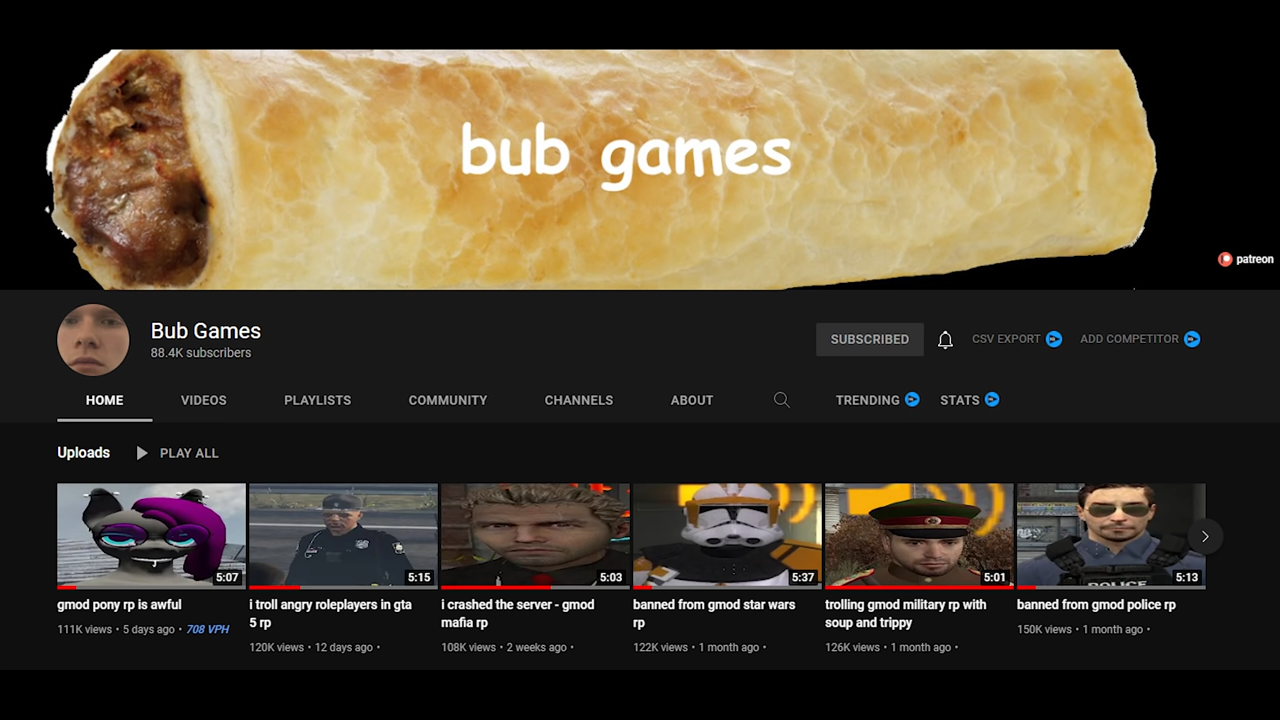 bub games
patreon
Bub Games
88.4K subscribers
SUBSCRIBED
CSV EXPORT
ADD COMPETITOR
HOME
VIDEOS
PLAYLISTS
COMMUNITY
CHANNELS
ABOUT
TRENDING
STATS
Uploads
PLAY ALL
5:07
5:15
5:03
5:37
5:01
POLICE
5:13
gmod pony rp is awful
111K views • 5 days ago • 708 VPH
i troll angry roleplayers in gta
5 rp
120K views • 12 days ago •
i crashed the server - gmod
mafia rp
108K views • 2 weeks ago •
banned from gmod star wars
rp
122K views • 1 month ago •
trolling gmod military rp with
soup and trippy
126K views • 1 month ago •
banned from gmod police rp
150K views • 1 month ago •